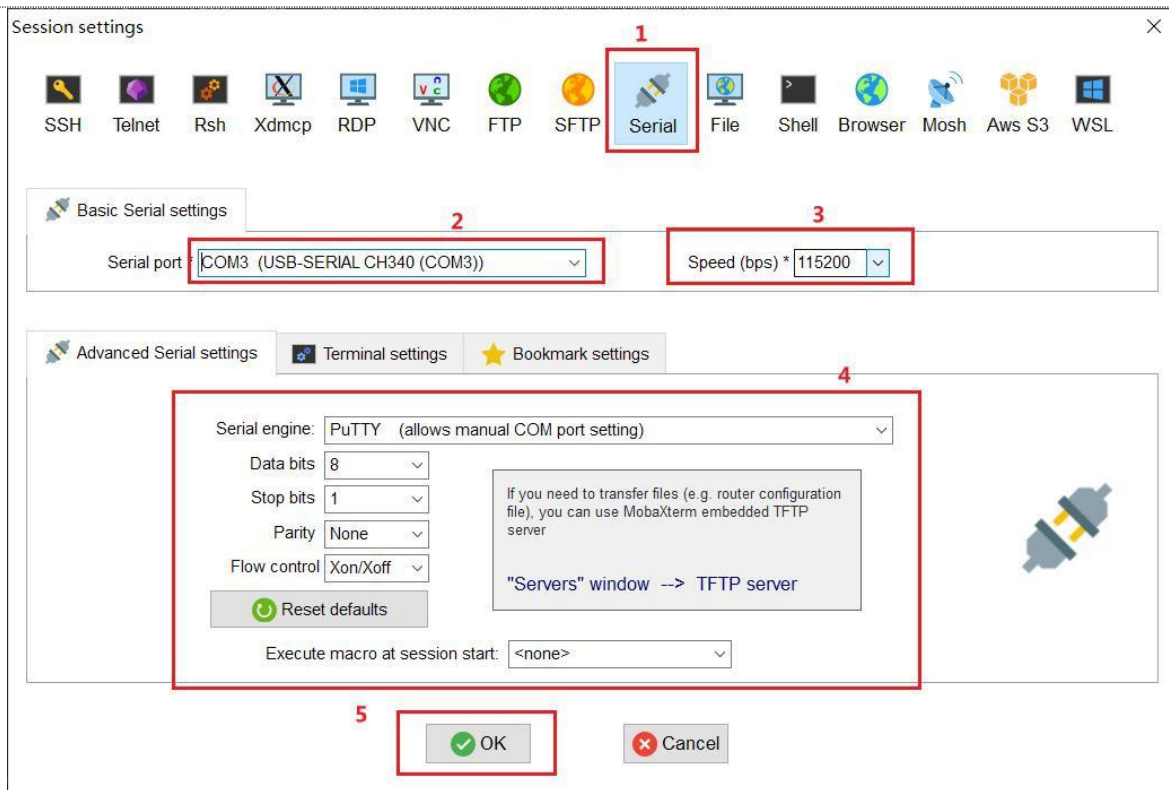 Session settings
1
SSH Telnet Rsh Xdmcp RDP VNC FTP SFTP Serial File Shell Browser Mosh Aws S3 WSL
Basic Serial settings
2
3
Serial port * COM3 (USB-SERIAL CH340 (COM3))
Speed (bps) * 115200
Advanced Serial settings
Terminal settings
Bookmark settings
4
Serial engine: PuTTY (allows manual COM port setting)
Data bits 8
Stop bits 1
Parity None
Flow control Xon/Xoff
Reset defaults
If you need to transfer files (e.g. router configuration
file), you can use MobaXterm embedded TFTP
server
"Servers" window --> TFTP server
Execute macro at session start: <none>
5
OK
Cancel